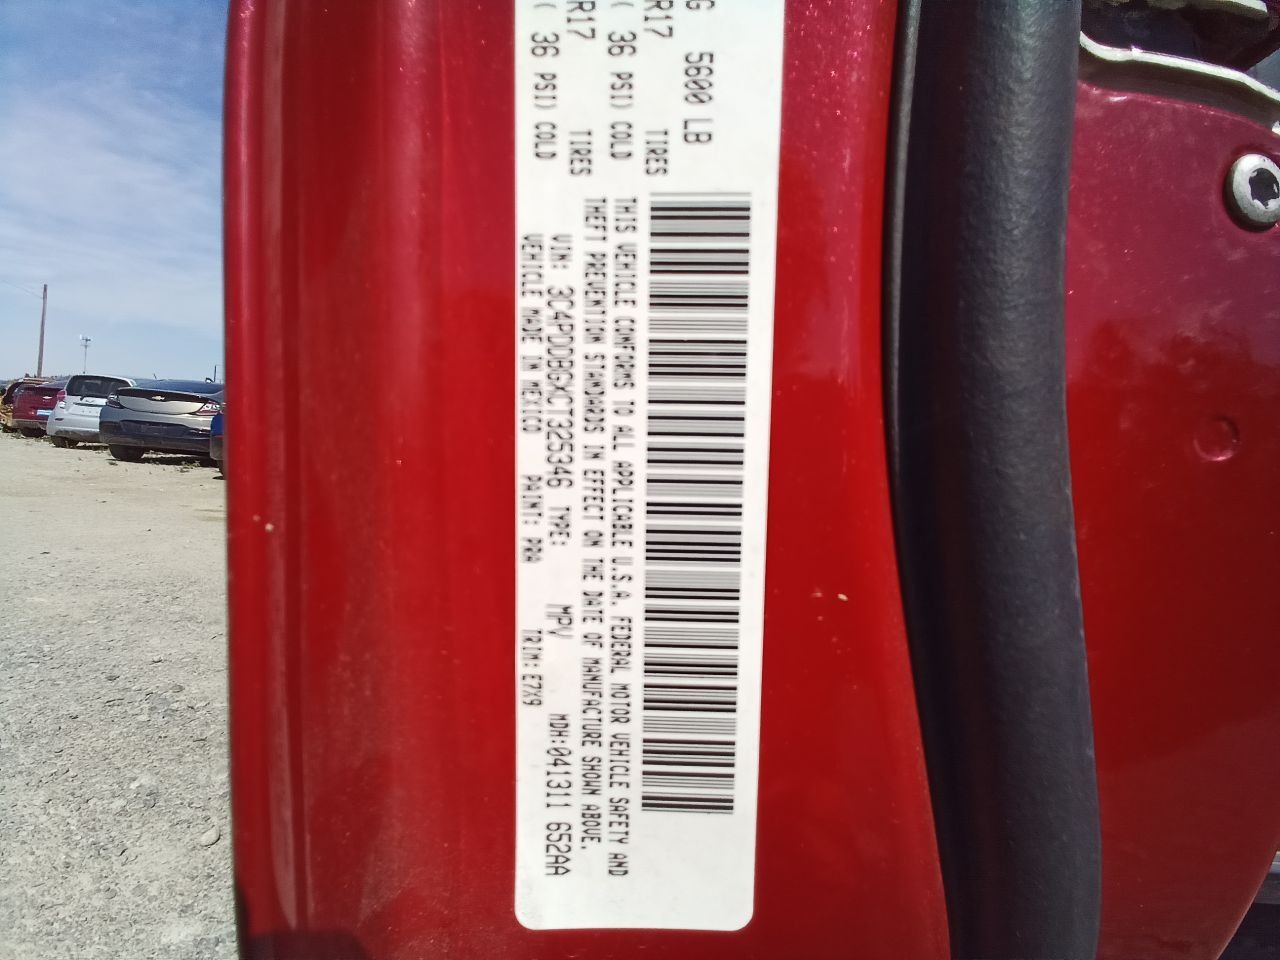 G 5600 LB
R17 TIRES
( 36 PSI) COLD
R17 TIRES
( 36 PSI) COLD
THIS VEHICLE CONFORMS TO ALL APPLICABLE U.S.A. FEDERAL MOTOR VEHICLE SAFETY AND
THEFT PREVENTION STANDARDS IN EFFECT ON THE DATE OF MANUFACTURE SHOWN ABOVE.
VIN: 3C4PDDBGXCT325346 TYPE: MPV MDH:041311 652AA
VEHICLE MADE IN MEXICO PAINT: TRIM: E7X9